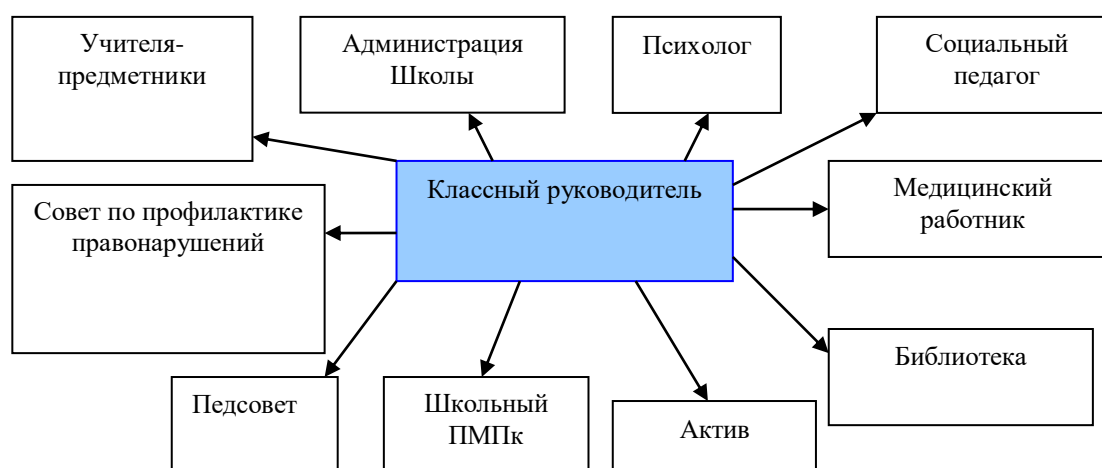 Учителя-
предметники
Администрация
Школы
Психолог
Социальный
педагог
Классный руководитель
Медицинский
работник
Совет по профилактике
правонарушений
Библиотека
Педсовет
Школьный
ПМПк
Актив